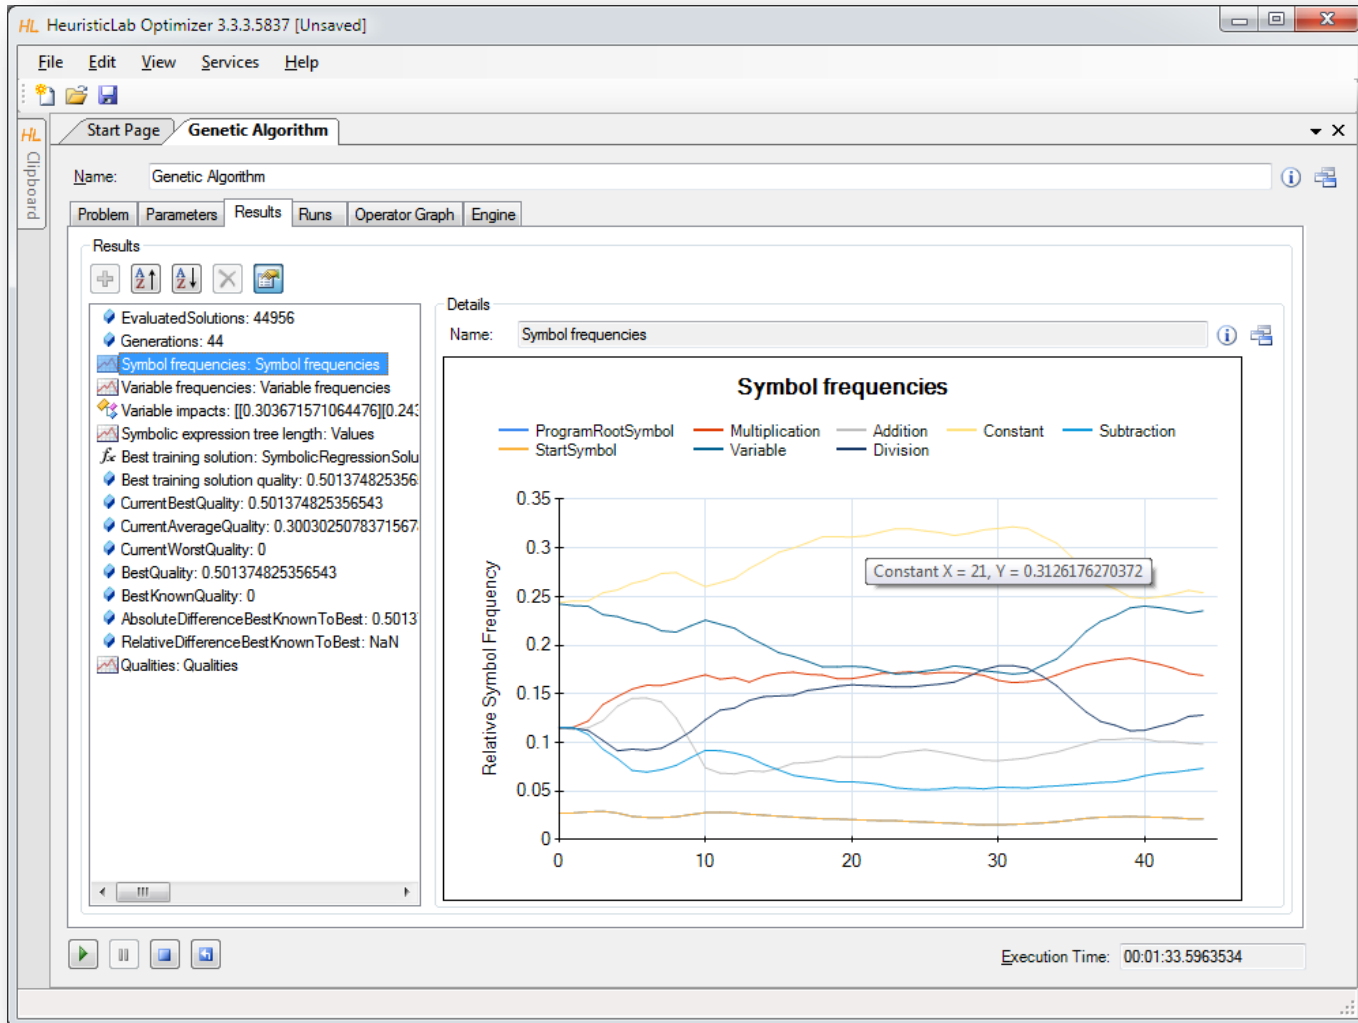 HL HeuristicLab Optimizer 3.3.3.5837 [Unsaved]
File Edit View Services Help
HL Clipboard
Start Page Genetic Algorithm
Name: Genetic Algorithm
Problem Parameters Results Runs Operator Graph Engine
Results
EvaluatedSolutions: 44956
Generations: 44
Symbol frequencies: Symbol frequencies
Variable frequencies: Variable frequencies
Variable impacts: [[0.303671571064476][0.243
Symbolic expression tree length: Values
Best training solution: SymbolicRegressionSolu
Best training solution quality: 0.501374825356
CurrentBestQuality: 0.501374825356543
CurrentAverageQuality: 0.300302507837156
CurrentWorstQuality: 0
BestQuality: 0.501374825356543
BestKnownQuality: 0
AbsoluteDifferenceBestKnownToBest: 0.5013
RelativeDifferenceBestKnownToBest: NaN
Qualities: Qualities
Details
Name: Symbol frequencies
Symbol frequencies
ProgramRootSymbol Multiplication Addition Constant Subtraction
StartSymbol Variable Division
Relative Symbol Frequency
0.35
0.3
0.25
0.2
0.15
0.1
0.05
0
Constant X = 21, Y = 0.3126176270372
0 10 20 30 40
Execution Time: 00:01:33.5963534